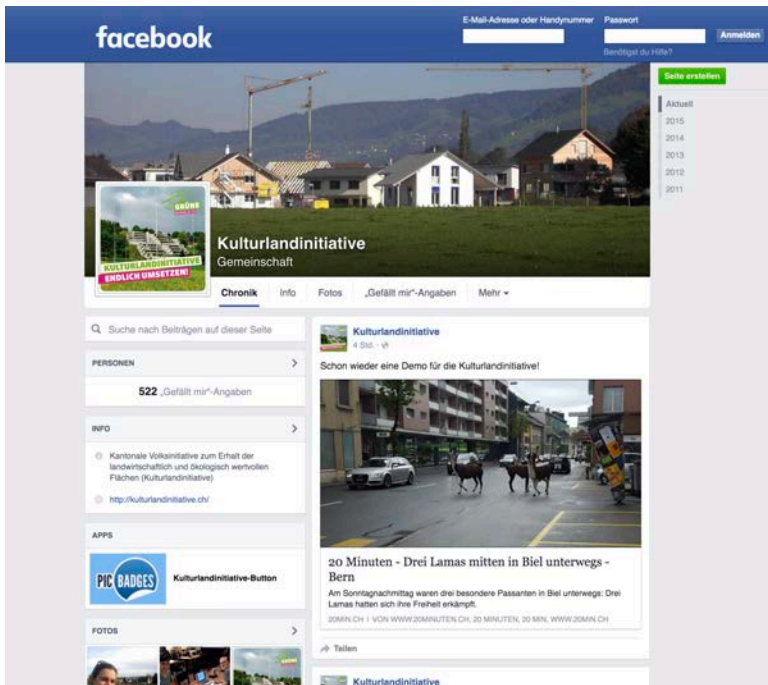 facebook
E-Mail-Adresse oder Handynummer
Passwort
Anmelden
Benötigst du Hilfe?
Seite erstellen
Aktuell
2015
2014
2013
2012
2011
GRÜNE
KULTURLANDINITIATIVE
ENDLICH UMSETZEN!
Kulturlandinitiative
Gemeinschaft
Chronik
Info
Fotos
„Gefällt mir“-Angaben
Mehr
Suche nach Beiträgen auf dieser Seite
PERSONEN
522 „Gefällt mir“-Angaben
INFO
Kantonale Volksinitiative zum Erhalt der
landwirtschaftlich und ökologisch wertvollen
Flächen (Kulturlandinitiative)
http://kulturlandinitiative.ch/
APPS
PIC BADGES
Kulturlandinitiative-Button
FOTOS
Kulturlandinitiative
4 Std. ·
Schon wieder eine Demo für die Kulturlandinitiative!
20 Minuten - Drei Lamas mitten in Biel unterwegs -
Bern
Am Sonntagnachmittag waren drei besondere Passanten in Biel unterwegs: Drei
Lamas hatten sich ihre Freiheit erkämpft.
20MIN.CH | VON WWW.20MINUTEN.CH, 20 MINUTEN, 20 MIN, WWW.20MIN.CH
Teilen
Kulturlandinitiative